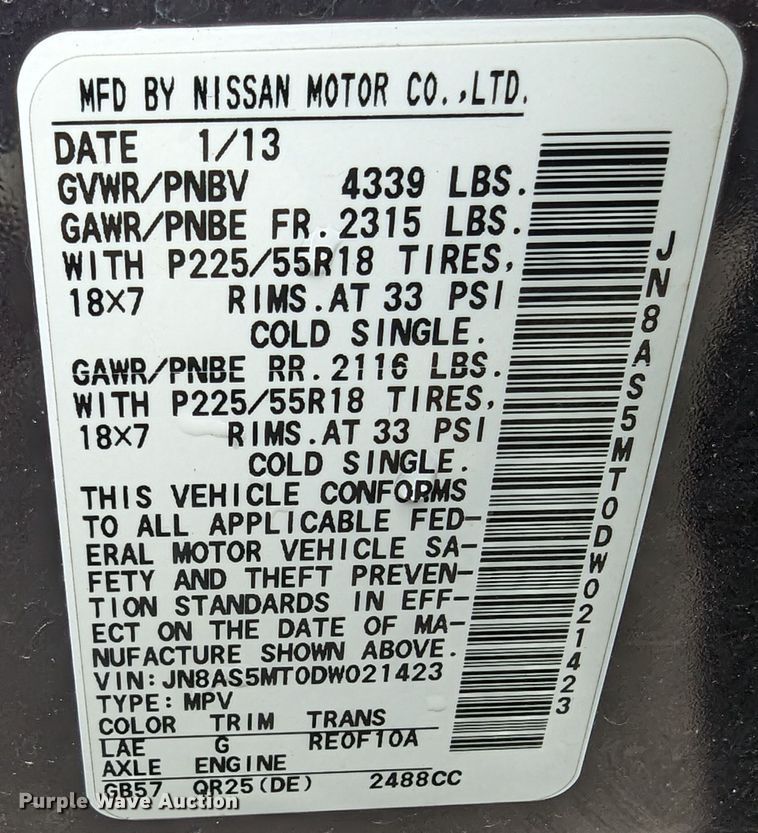 MFD BY NISSAN MOTOR CO.,LTD.
DATE 1/13
GVWR/PNBV 4339 LBS.
GAWR/PNBE FR.2315 LBS.
WITH P225/55R18 TIRES,
18×7 RIMS.AT 33 PSI
COLD SINGLE.
GAWR/PNBE RR.2116 LBS.
WITH P225/55R18 TIRES,
18×7 RIMS.AT 33 PSI
COLD SINGLE.
THIS VEHICLE CONFORMS
TO ALL APPLICABLE FED-
ERAL MOTOR VEHICLE SA-
FETY AND THEFT PREVEN-
TION STANDARDS IN EFF-
ECT ON THE DATE OF MA-
NUFACTURE SHOWN ABOVE.
VIN:JN8AS5MT0DW021423
TYPE:MPV
COLOR TRIM TRANS
LAE G RE0F10A
AXLE ENGINE
GB57 QR25(DE) 2488CC
JN8AS5MT0DW021423
Purple Wave Auction